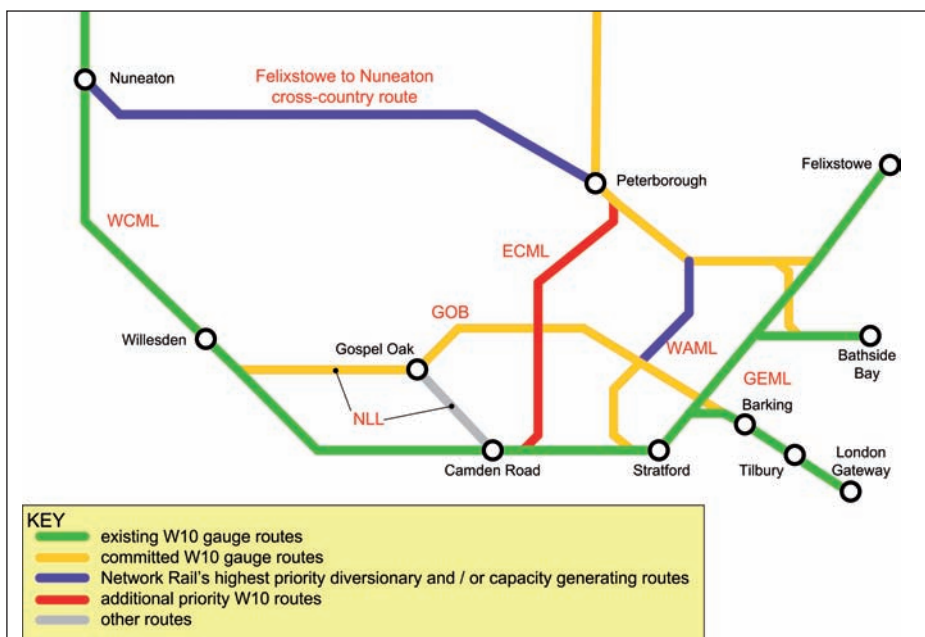 Nuneaton
Felixstowe to Nuneaton
cross-country route
Felixstowe
Peterborough
WCML
ECML
GOB
Willesden
Gospel Oak
WAML
Bathside
Bay
GEML
NLL
Barking
Camden Road
Stratford
Tilbury
London
Gateway
KEY
existing W10 gauge routes
committed W10 gauge routes
Network Rail's highest priority diversionary and / or capacity generating routes
additional priority W10 routes
other routes